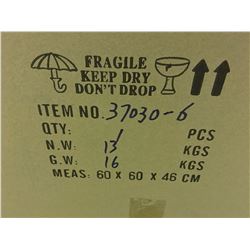 FRAGILE
KEEP DRY
DON'T DROP
ITEM NO. 37030-6
QTY: 1 PCS
N.W: 13 KGS
G.W: 16 KGS
MEAS: 60 X 60 X 46 CM